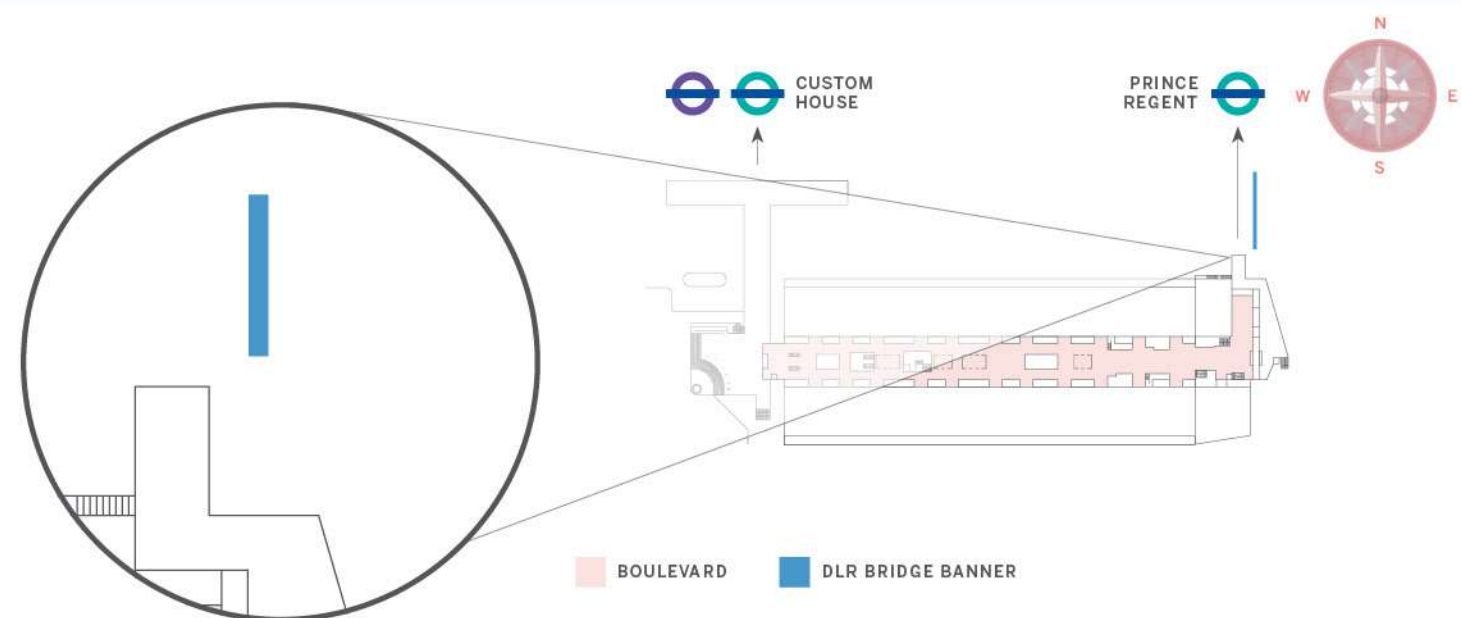 N
CUSTOM
HOUSE
PRINCE
REGENT
W
E
S
BOULEVARD
DLR BRIDGE BANNER